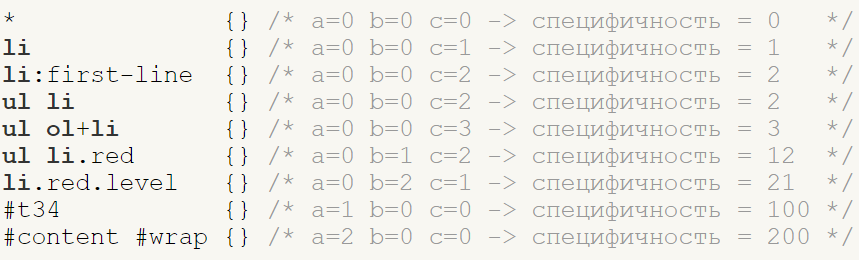 * {} /* a=0 b=0 c=0 -> специфичность = 0 */
li {} /* a=0 b=0 c=1 -> специфичность = 1 */
li:first-line {} /* a=0 b=0 c=2 -> специфичность = 2 */
ul li {} /* a=0 b=0 c=2 -> специфичность = 2 */
ul ol+li {} /* a=0 b=0 c=3 -> специфичность = 3 */
ul li.red {} /* a=0 b=1 c=2 -> специфичность = 12 */
li.red.level {} /* a=0 b=2 c=1 -> специфичность = 21 */
#t34 {} /* a=1 b=0 c=0 -> специфичность = 100 */
#content #wrap {} /* a=2 b=0 c=0 -> специфичность = 200 */